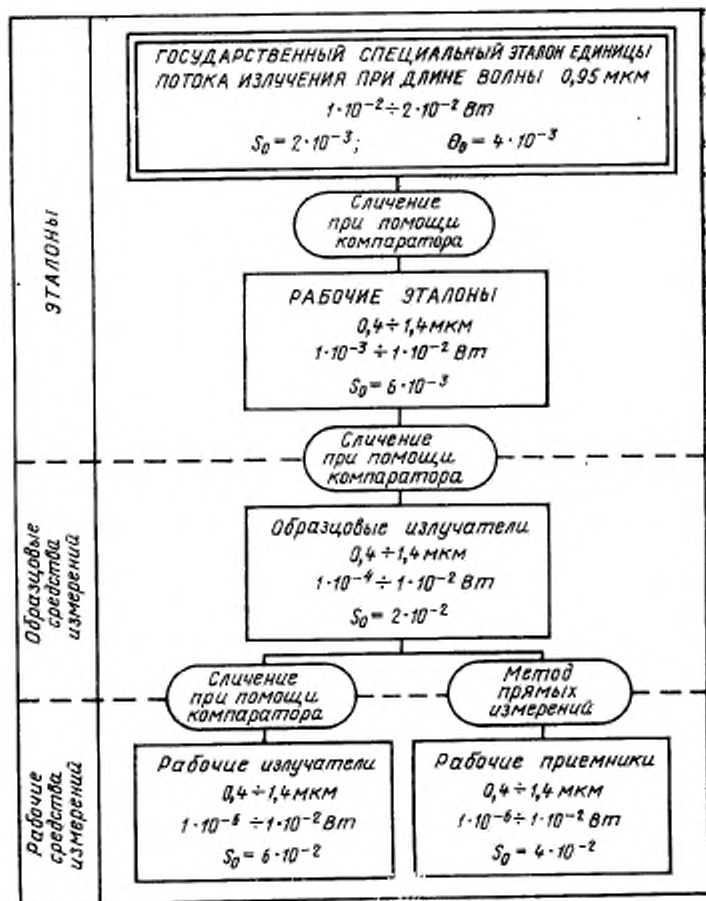 ГОСУДАРСТВЕННЫЙ СПЕЦИАЛЬНЫЙ ЭТАЛОН ЕДИНИЦЫ
ПОТОКА ИЗЛУЧЕНИЯ ПРИ ДЛИНЕ ВОЛНЫ 0,95 мкм
1·10⁻² ÷ 2·10⁻² Вт
S₀ = 2·10⁻³; Θ₀ = 4·10⁻³
Сличение
при помощи
компаратора
ЭТАЛОНЫ
РАБОЧИЕ ЭТАЛОНЫ
0,4 ÷ 1,4 мкм
1·10⁻³ ÷ 1·10⁻² Вт
S₀ = 6·10⁻³
Сличение
при помощи
компаратора
Образцовые
средства
измерений
Образцовые излучатели
0,4 ÷ 1,4 мкм
1·10⁻⁴ ÷ 1·10⁻² Вт
S₀ = 2·10⁻²
Сличение
при помощи
компаратора
Метод
прямых
измерений
Рабочие
средства
измерений
Рабочие излучатели
0,4 ÷ 1,4 мкм
1·10⁻⁶ ÷ 1·10⁻² Вт
S₀ = 6·10⁻²
Рабочие приемники
0,4 ÷ 1,4 мкм
1·10⁻⁶ ÷ 1·10⁻² Вт
S₀ = 4·10⁻²